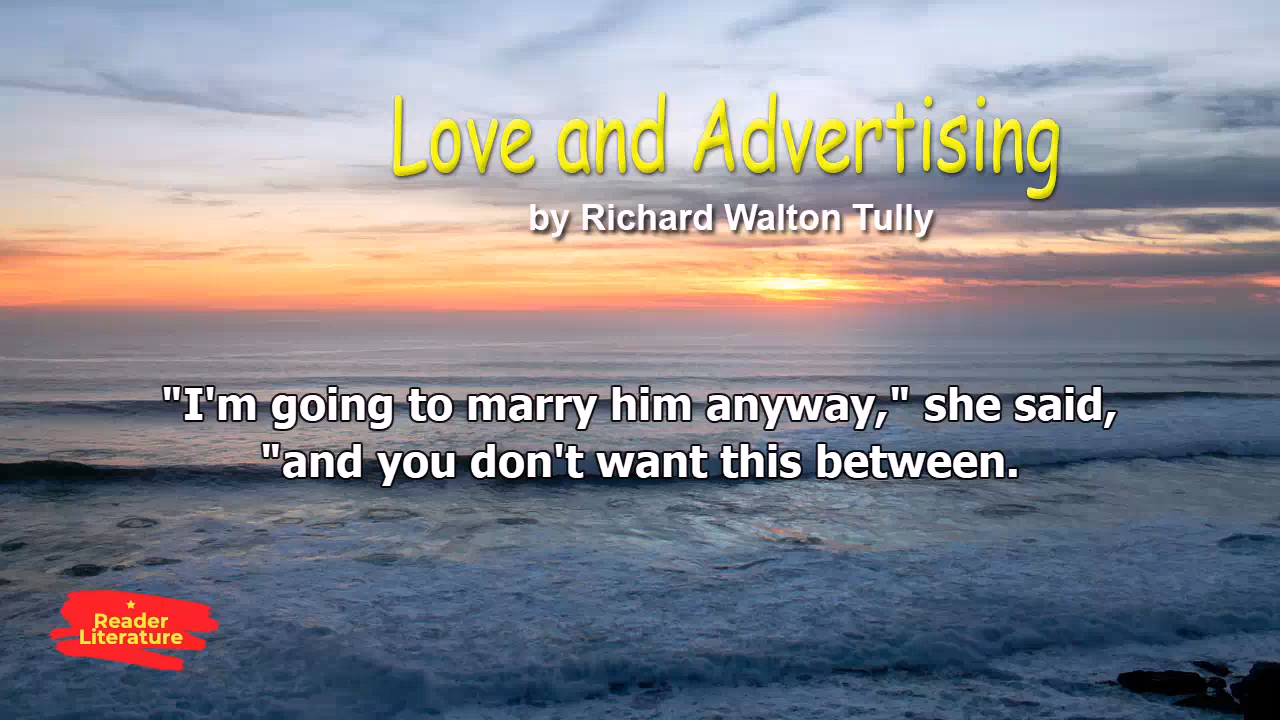 Love and Advertising
by Richard Walton Tully
"I'm going to marry him anyway," she said,
"and you don't want this between.
Reader
Literature